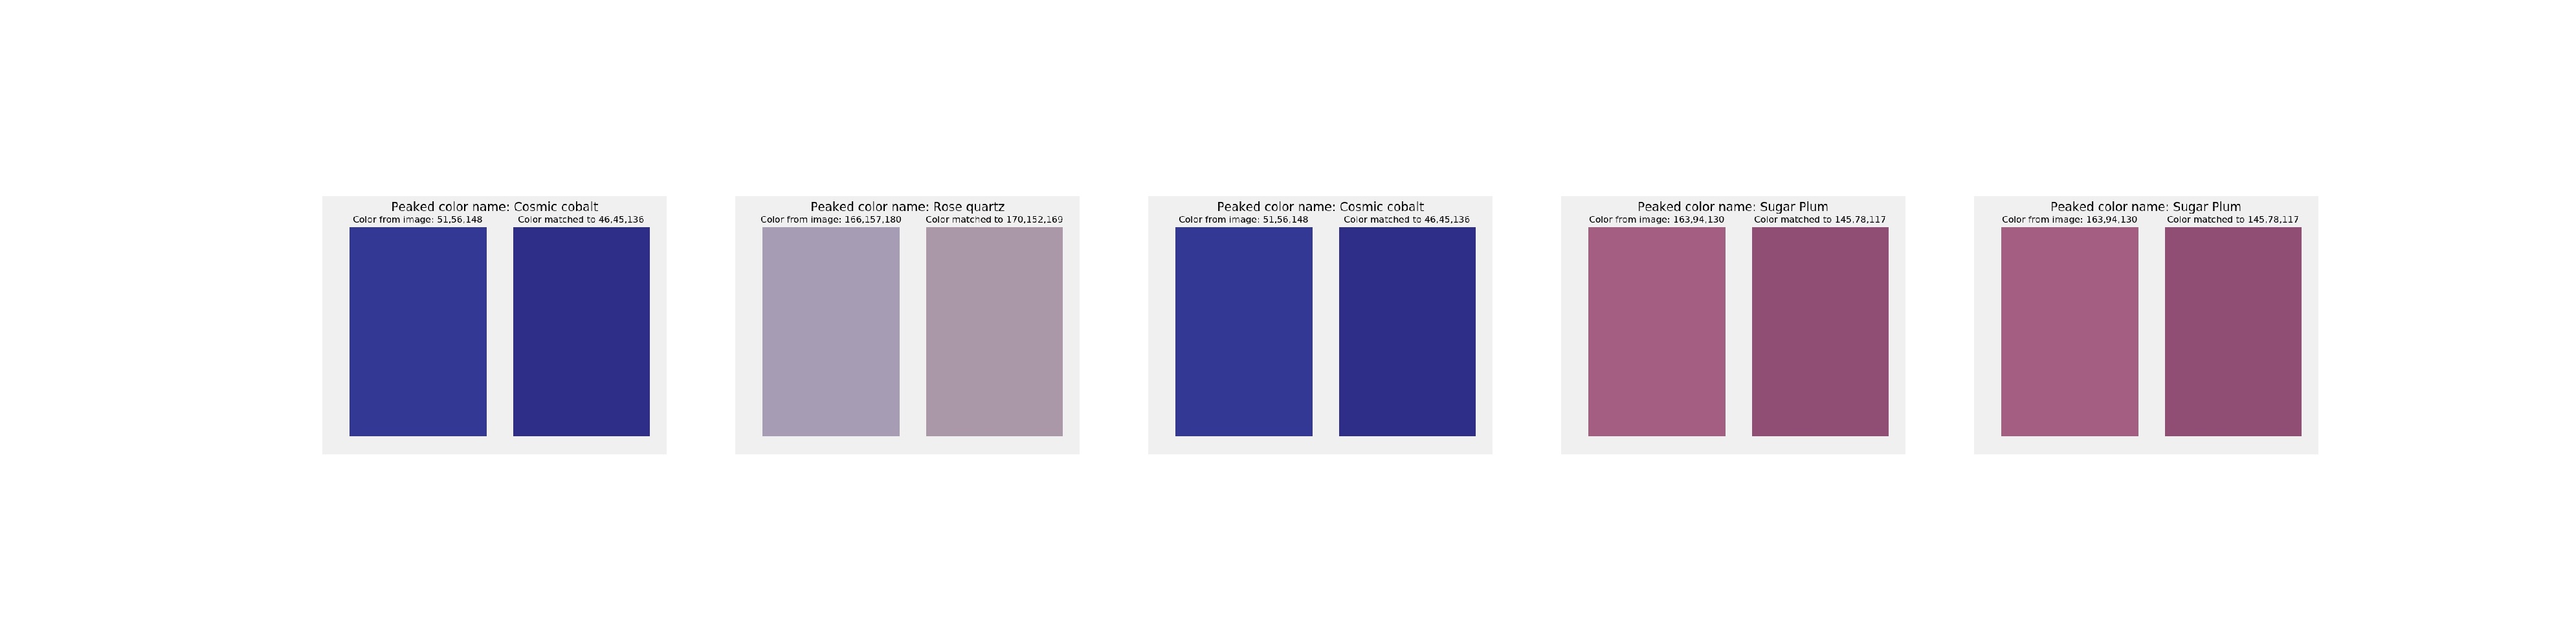 Peaked color name: Cosmic cobalt
Color from image: 51,56,148 Color matched to 46,45,136
Peaked color name: Rose quartz
Color from image: 166,157,180 Color matched to 170,152,169
Peaked color name: Cosmic cobalt
Color from image: 51,56,148 Color matched to 46,45,136
Peaked color name: Sugar Plum
Color from image: 163,94,130 Color matched to 145,78,117
Peaked color name: Sugar Plum
Color from image: 163,94,130 Color matched to 145,78,117